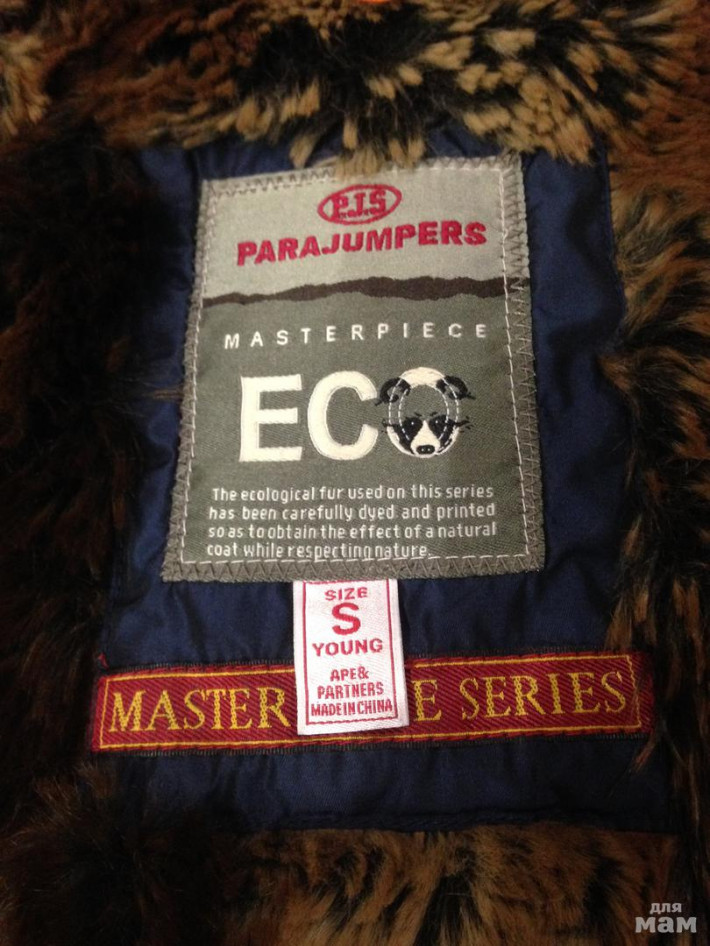 P.J.S
PARAJUMPERS
MASTERPIECE
ECO
The ecological fur used on this series
has been carefully dyed and printed
so as to obtain the effect of a natural
coat while respecting nature.
SIZE
S
YOUNG
APE&
PARTNERS
MADE IN CHINA
MASTER E SERIES
для
мам